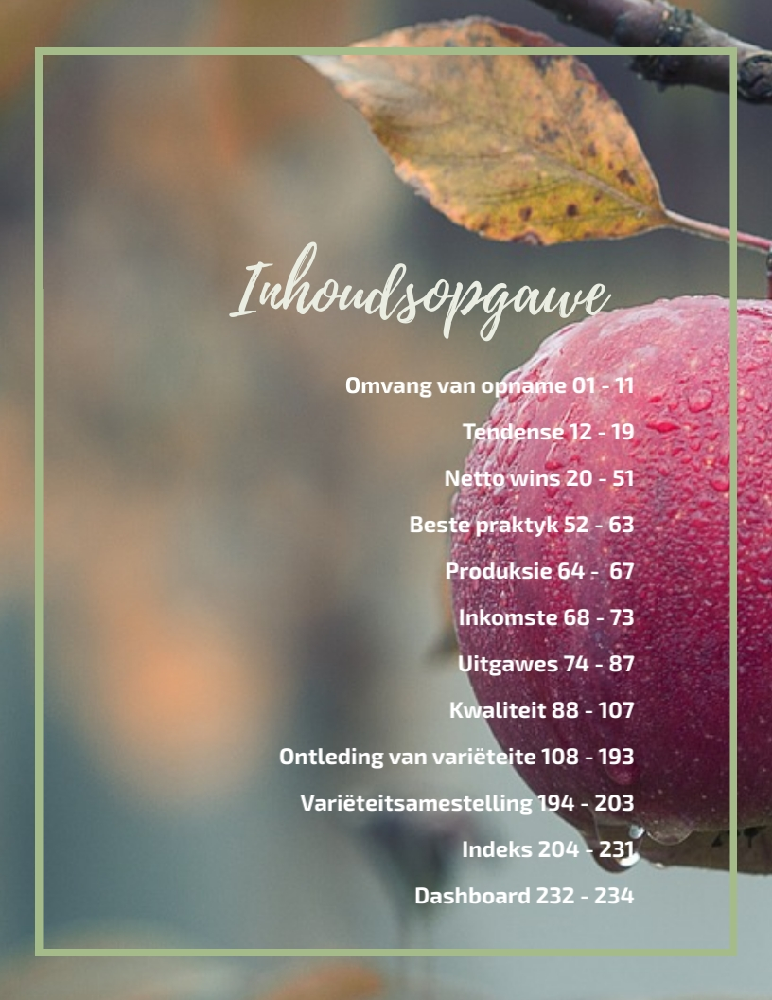 Inhoudsopgawe
Omvang van opname 01 - 11
Tendense 12 - 19
Netto wins 20 - 51
Beste praktyk 52 - 63
Produksie 64 -  67
Inkomste 68 - 73
Uitgawes 74 - 87
Kwaliteit 88 - 107
Ontleding van variëteite 108 - 193
Variëteitsamestelling 194 - 203
Indeks 204 - 231
Dashboard 232 - 234